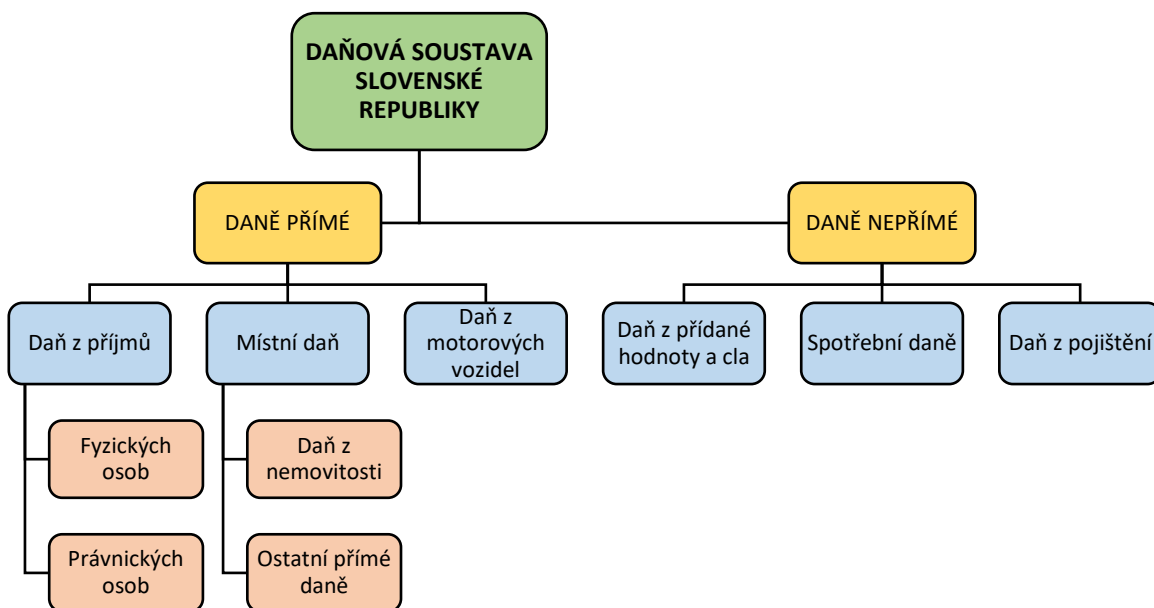 DAŇOVÁ SOUSTAVA
SLOVENSKÉ
REPUBLIKY
DANĚ PŘÍMÉ
DANĚ NEPŘÍMÉ
Daň z příjmů
Místní daň
Daň z
motorových
vozidel
Daň z přídané
hodnoty a cla
Spotřební daně
Daň z pojištění
Fyzických
osob
Daň z
nemovitosti
Právnických
osob
Ostatní přímé
daně